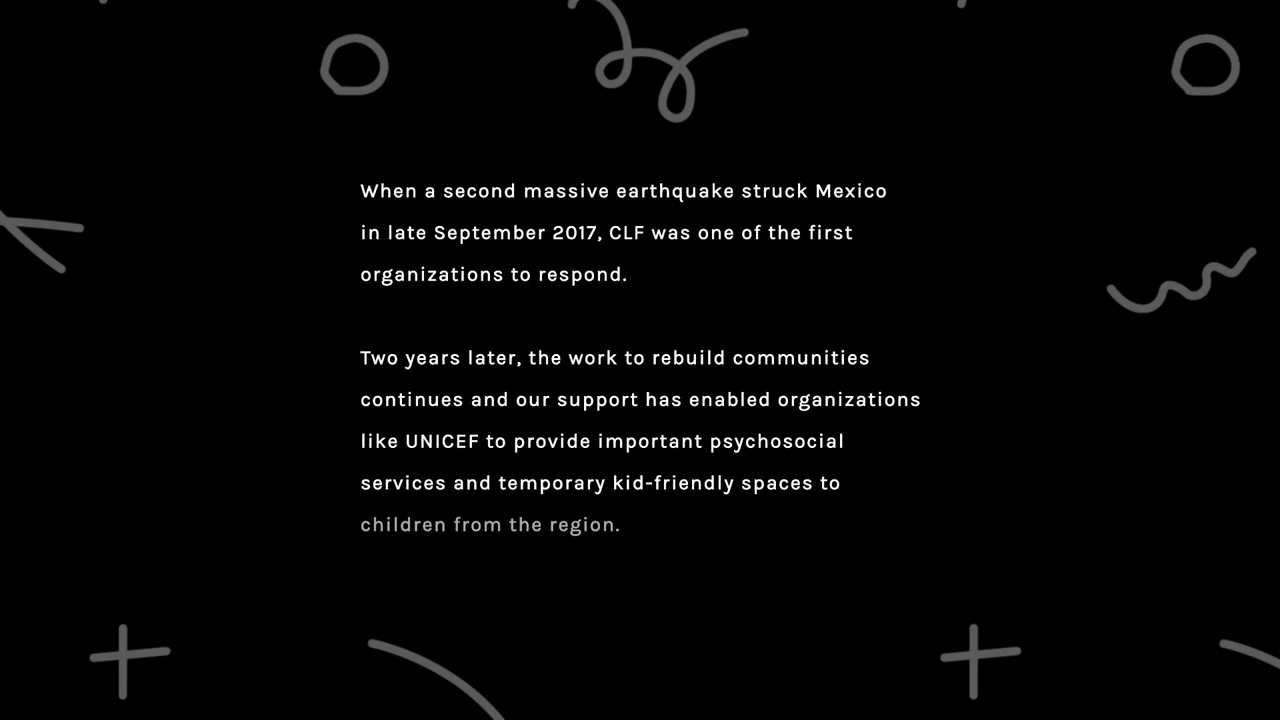 When a second massive earthquake struck Mexico
in late September 2017, CLF was one of the first
organizations to respond.
Two years later, the work to rebuild communities
continues and our support has enabled organizations
like UNICEF to provide important psychosocial
services and temporary kid-friendly spaces to
children from the region.